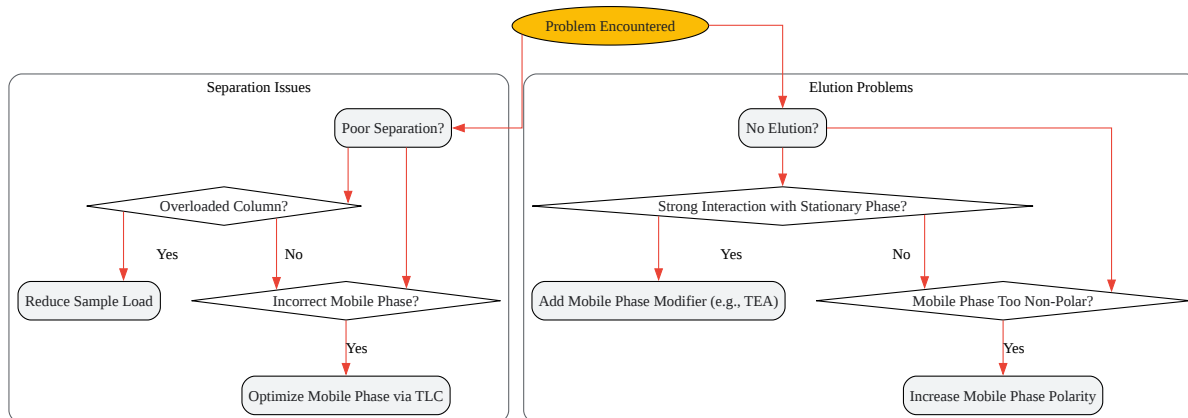 Problem Encountered
Separation Issues
Elution Problems
Poor Separation?
No Elution?
Overloaded Column?
Strong Interaction with Stationary Phase?
Yes
No
Yes
No
Reduce Sample Load
Incorrect Mobile Phase?
Add Mobile Phase Modifier (e.g., TEA)
Mobile Phase Too Non-Polar?
Yes
Yes
Optimize Mobile Phase via TLC
Increase Mobile Phase Polarity